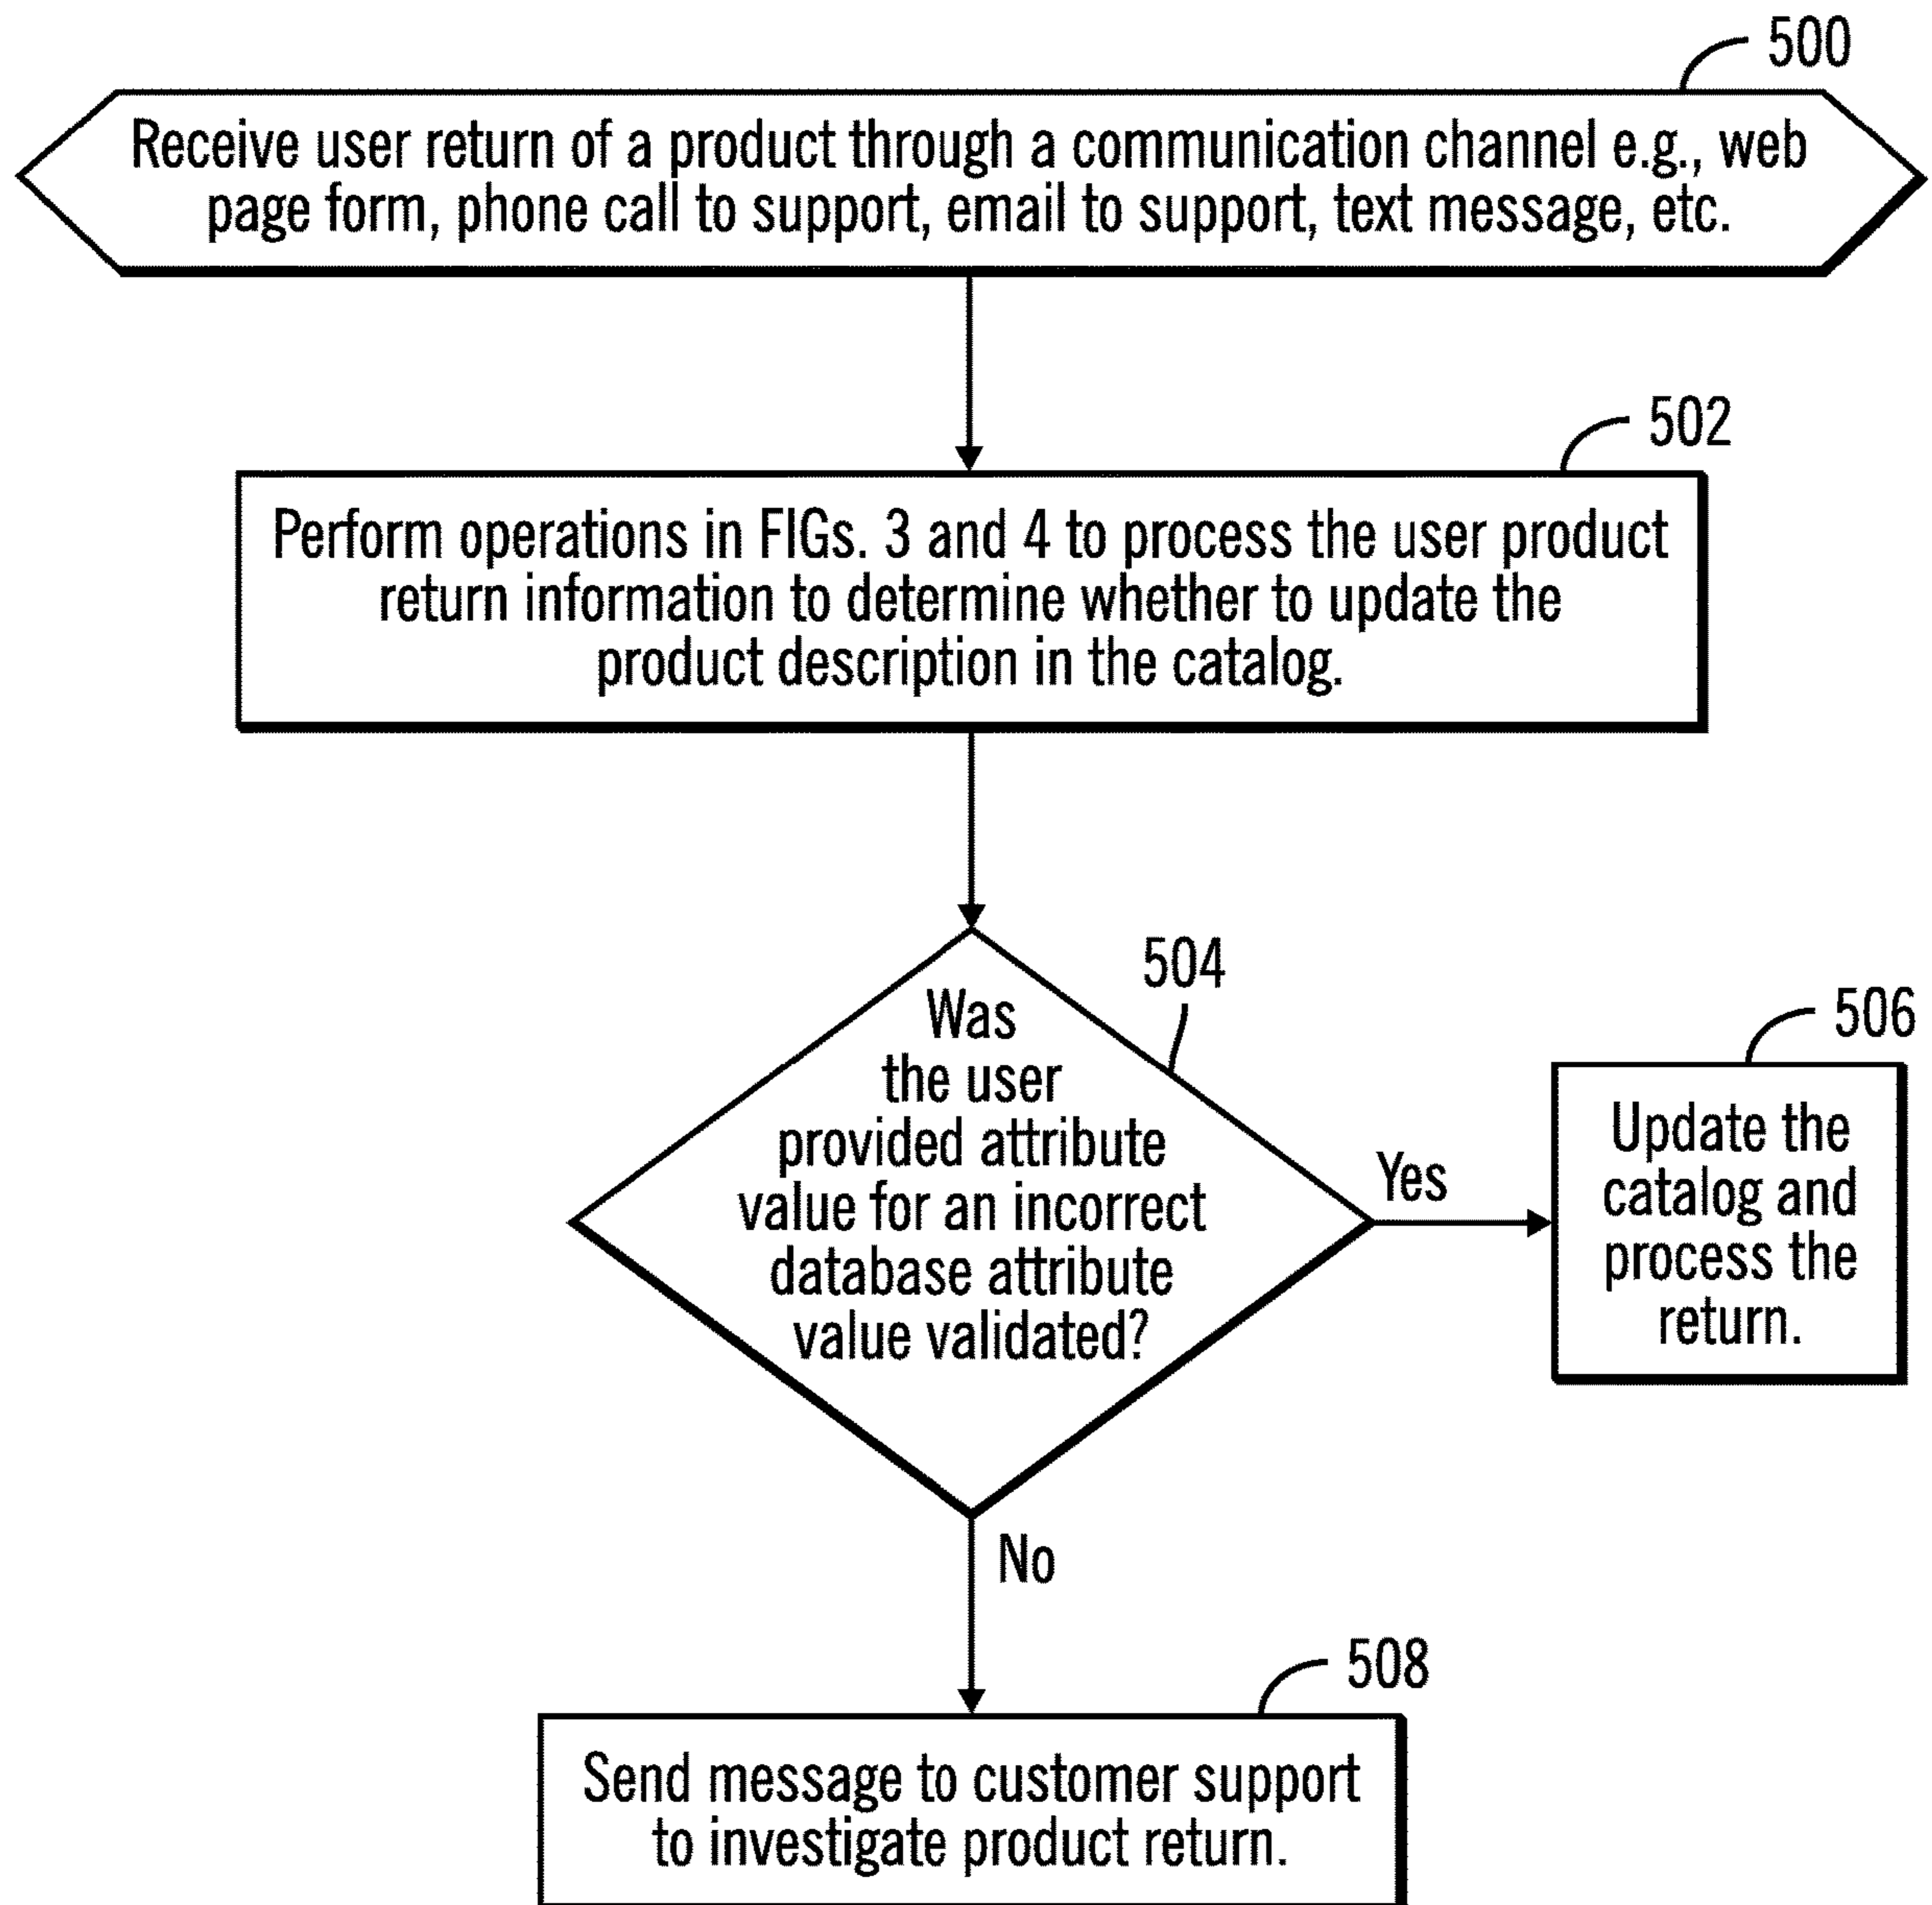 500
Receive user return of a product through a communication channel e.g., web
page form, phone call to support, email to support, text message, etc.
502
Perform operations in FIGs. 3 and 4 to process the user product
return information to determine whether to update the
product description in the catalog.
504
Was
the user
provided attribute
value for an incorrect
database attribute
value validated?
Yes
506
Update the
catalog and
process the
return.
No
508
Send message to customer support
to investigate product return.